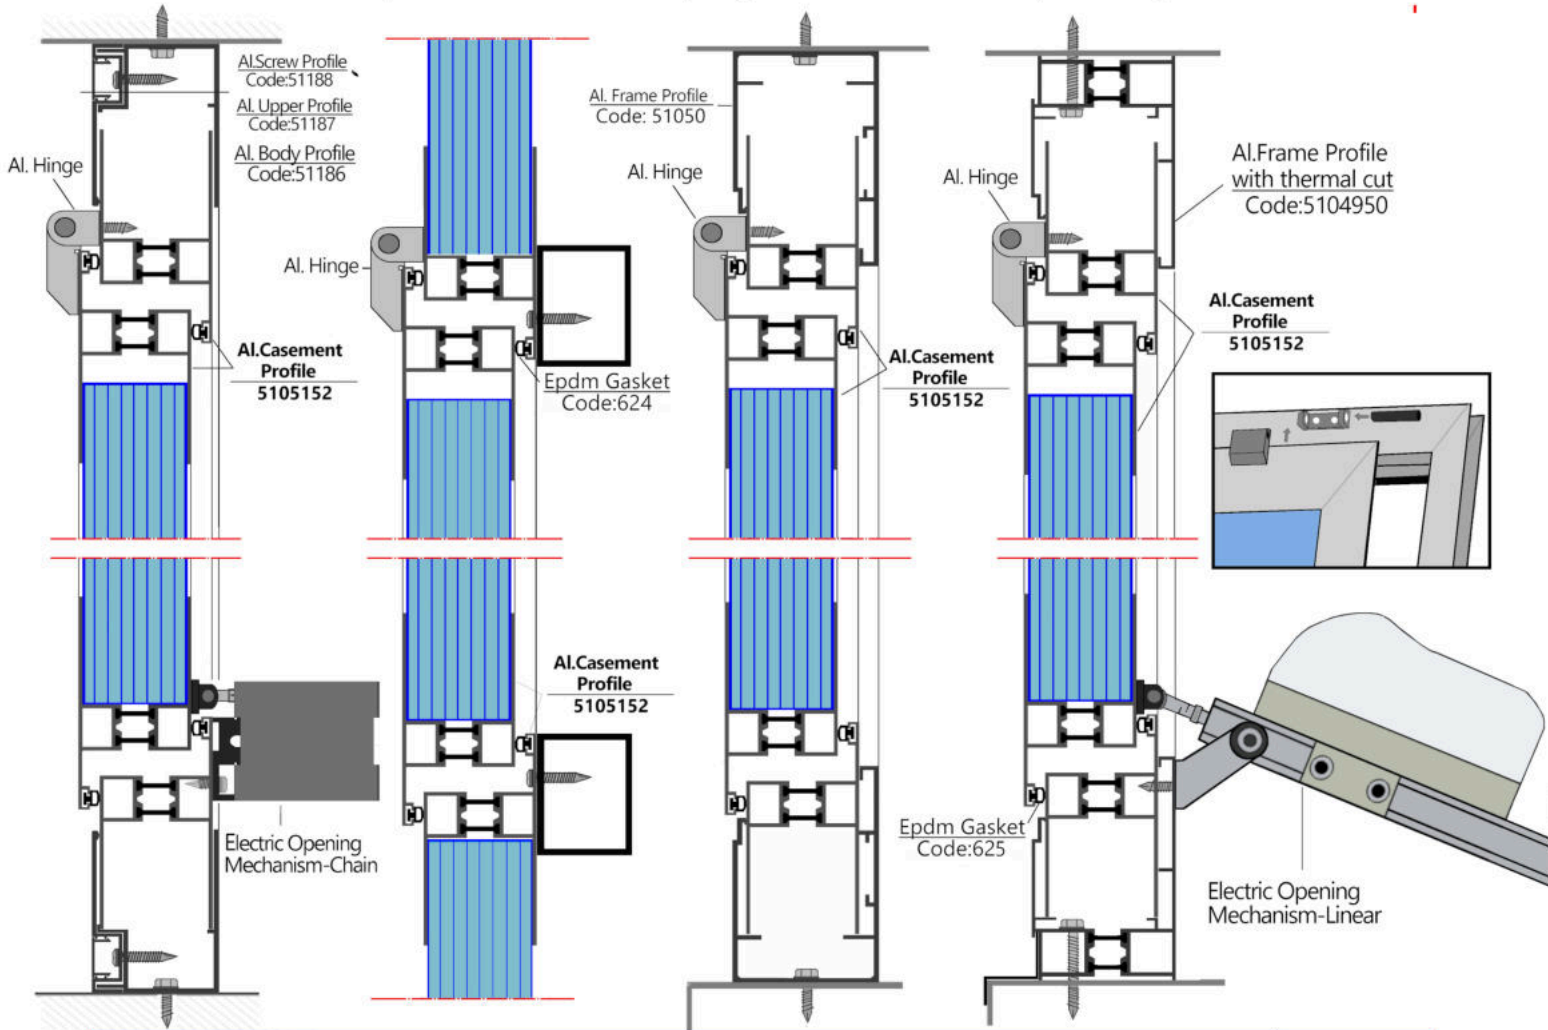 Al.Screw Profile
Code:51188
Al. Upper Profile
Code:51187
Al. Body Profile
Code:51186
Al. Hinge
Al.Casement
Profile
5105152
Electric Opening
Mechanism-Chain
Al. Hinge
Epdm Gasket
Code:624
Al.Casement
Profile
5105152
Al. Frame Profile
Code: 51050
Al. Hinge
Al.Casement
Profile
5105152
Al. Hinge
Al.Frame Profile
with thermal cut
Code:5104950
Al.Casement
Profile
5105152
Epdm Gasket
Code:625
Electric Opening
Mechanism-Linear